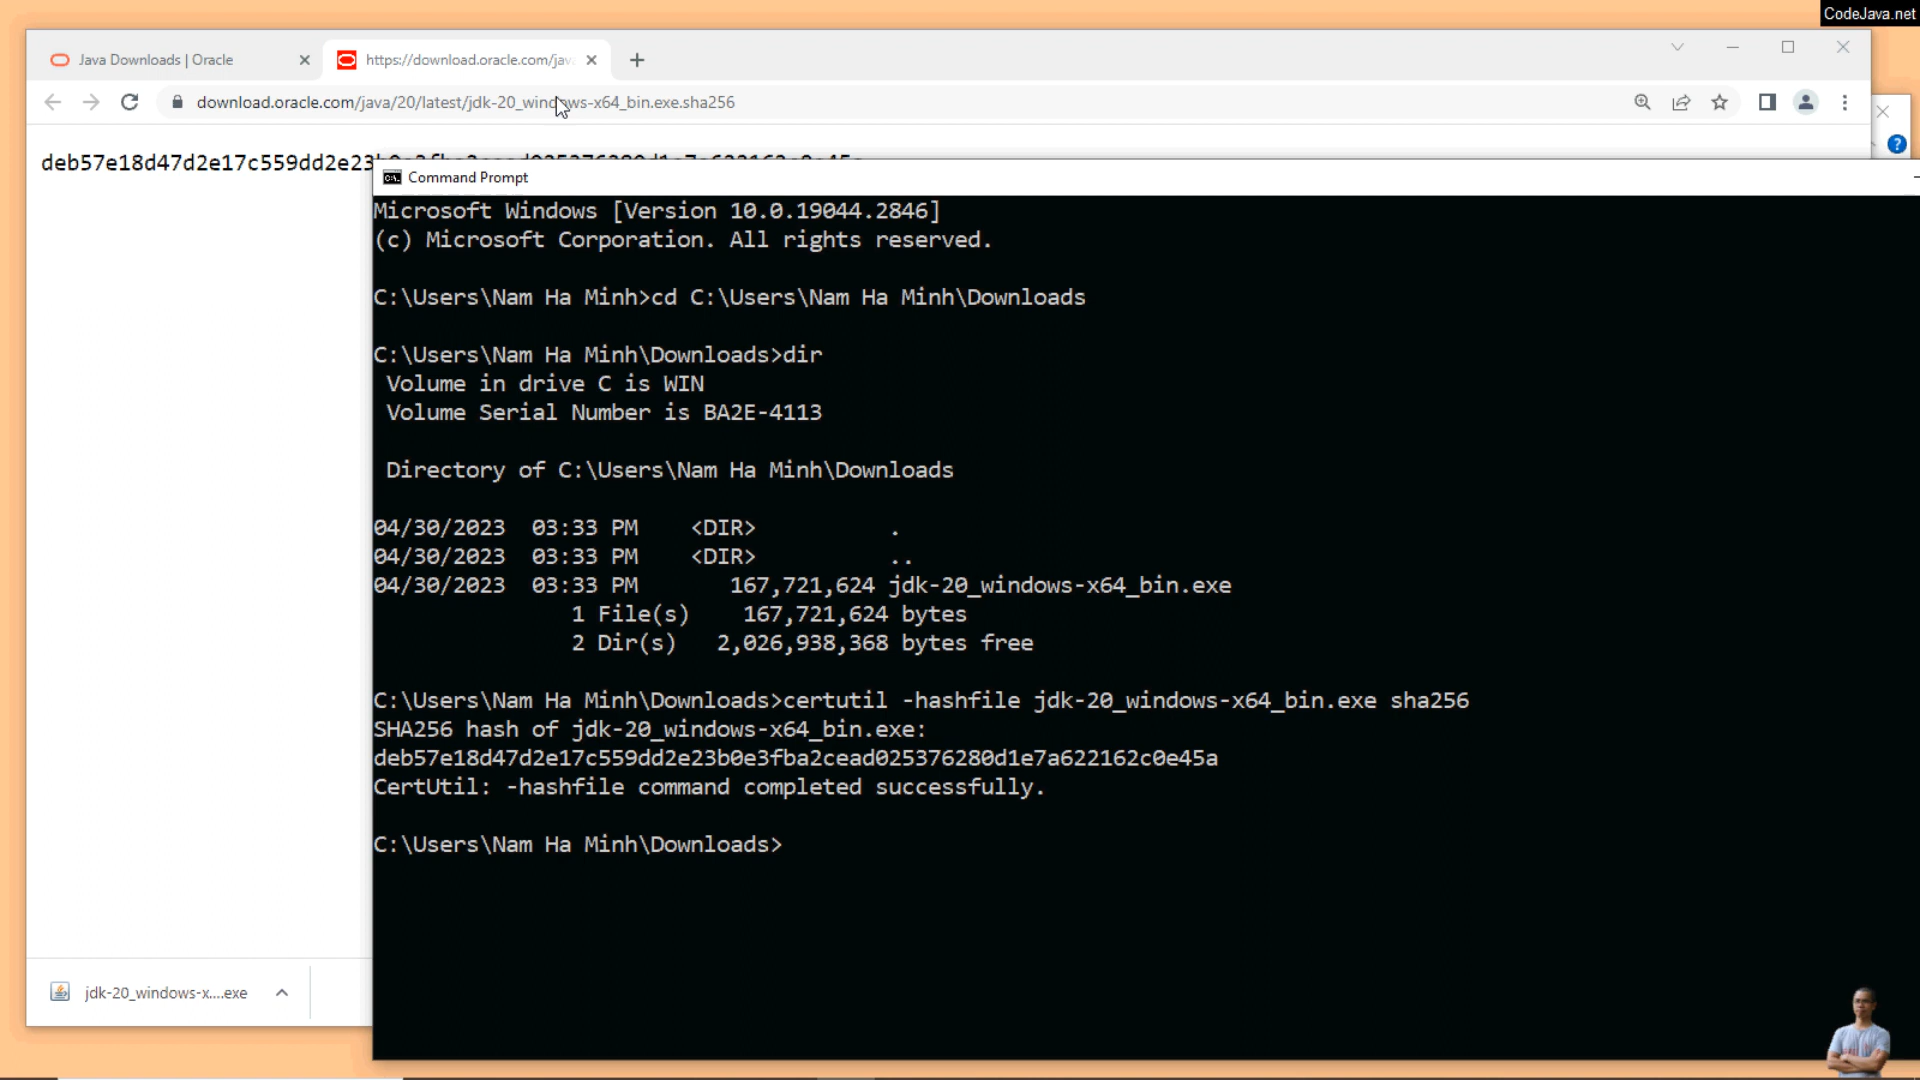 CodeJava.net
Java Downloads | Oracle
https://download.oracle.com/jav
download.oracle.com/java/20/latest/jdk-20_windows-x64_bin.exe.sha256
deb57e18d47d2e17c559dd2e23b0e3fba2cead025376280d1e7a622162c0e45a
Command Prompt
Microsoft Windows [Version 10.0.19044.2846]
(c) Microsoft Corporation. All rights reserved.
C:\Users\Nam Ha Minh>cd C:\Users\Nam Ha Minh\Downloads
C:\Users\Nam Ha Minh\Downloads>dir
Volume in drive C is WIN
Volume Serial Number is BA2E-4113
Directory of C:\Users\Nam Ha Minh\Downloads
04/30/2023 03:33 PM <DIR> .
04/30/2023 03:33 PM <DIR> ..
04/30/2023 03:33 PM 167,721,624 jdk-20_windows-x64_bin.exe
1 File(s) 167,721,624 bytes
2 Dir(s) 2,026,938,368 bytes free
C:\Users\Nam Ha Minh\Downloads>certutil -hashfile jdk-20_windows-x64_bin.exe sha256
SHA256 hash of jdk-20_windows-x64_bin.exe:
deb57e18d47d2e17c559dd2e23b0e3fba2cead025376280d1e7a622162c0e45a
CertUtil: -hashfile command completed successfully.
C:\Users\Nam Ha Minh\Downloads>
jdk-20_windows-x....exe